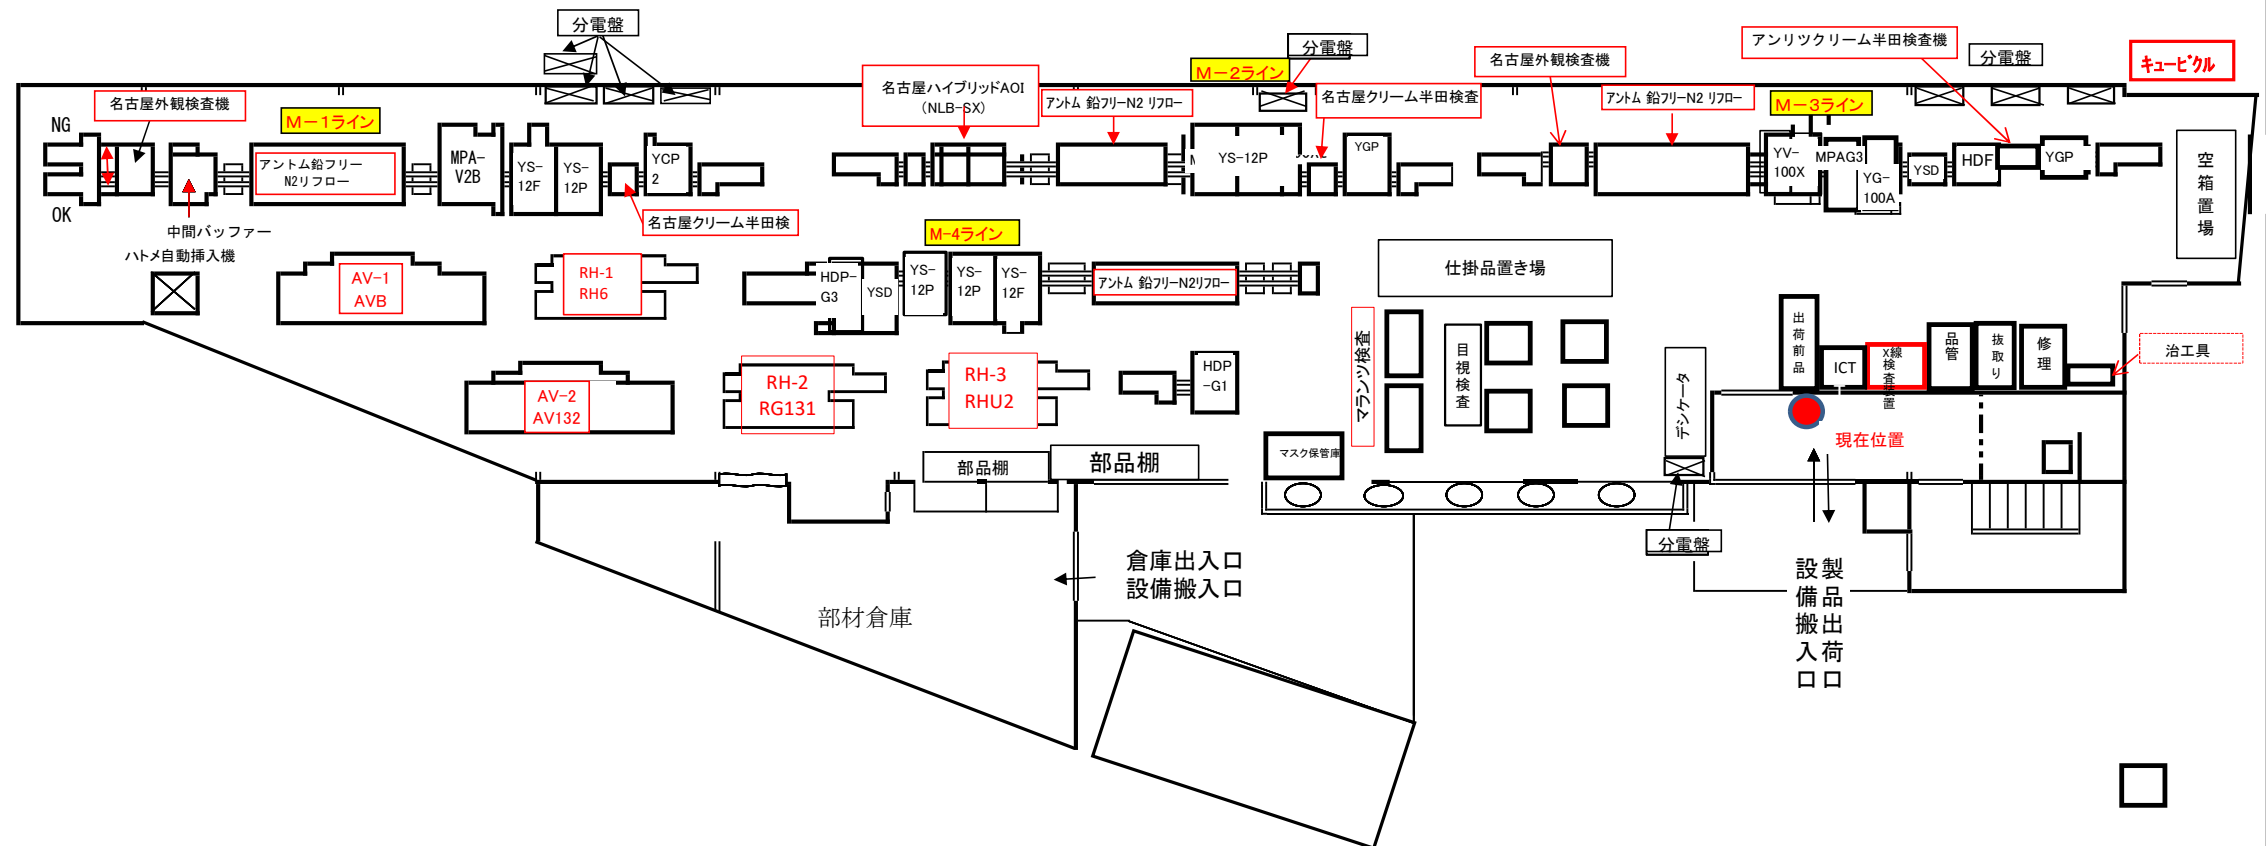 分電盤
分電盤
名古屋外観検査機
アンリツクリーム半田検査機
分電盤
キュービクル
名古屋外観検査機
M－1ライン
名古屋ハイブリッドAOI
(NLB-SX)
アントム 鉛フリーN2 リフロー
M－2ライン
名古屋クリーム半田検査
アントム 鉛フリーN2 リフロー
M－3ライン
NG
OK
アントム鉛フリー
N2リフロー
MPA-
V2B
YS-
12F
YS-
12P
YCP
2
名古屋クリーム半田検
YS-12P
YGP
YV-
100X
MPAG3
YG-
100A
YSD
HDF
YGP
空箱置場
中間バッファー
ハトメ自動挿入機
AV-1
AVB
RH-1
RH6
M-4ライン
HDP-
G3
YSD
YS-
12P
YS-
12P
YS-
12F
アントム 鉛フリーN2リフロー
仕掛品置き場
AV-2
AV132
RH-2
RG131
RH-3
RHU2
HDP
-G1
マランツ検査
目視検査
デシケータ
出荷前品
ICT
X線検査装置
品管
抜取り
修理
治工具
現在位置
部品棚
部品棚
マスク保管庫
分電盤
倉庫出入口
設備搬入口
部材倉庫
製品出荷口
設備搬入口